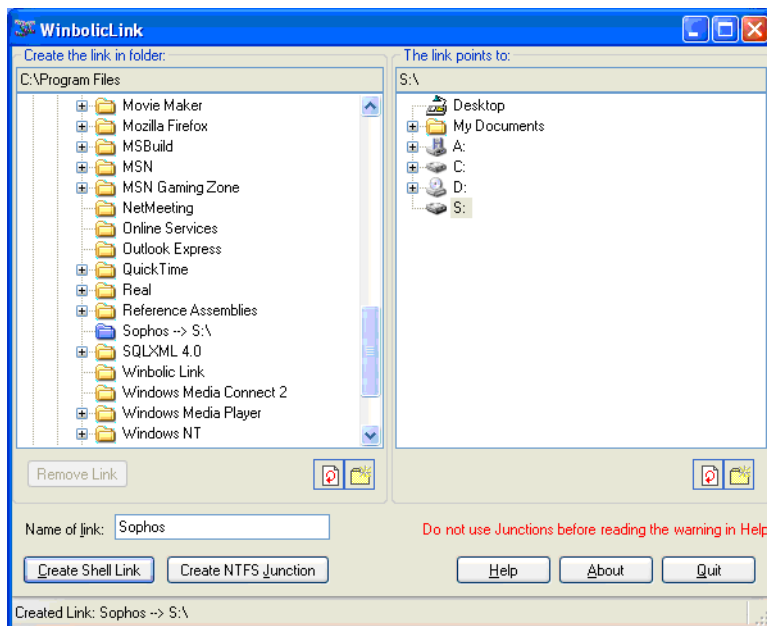 WinbolicLink
Create the link in folder:
C:\Program Files
Movie Maker
Mozilla Firefox
MSBuild
MSN
MSN Gaming Zone
NetMeeting
Online Services
Outlook Express
QuickTime
Real
Reference Assemblies
Sophos --> S:\
SQLXML 4.0
Winbolic Link
Windows Media Connect 2
Windows Media Player
Windows NT
Remove Link
The link points to:
S:\
Desktop
My Documents
A:
C:
D:
S:
Name of link: Sophos
Do not use Junctions before reading the warning in Help
Create Shell Link Create NTFS Junction Help About Quit
Created Link: Sophos --> S:\